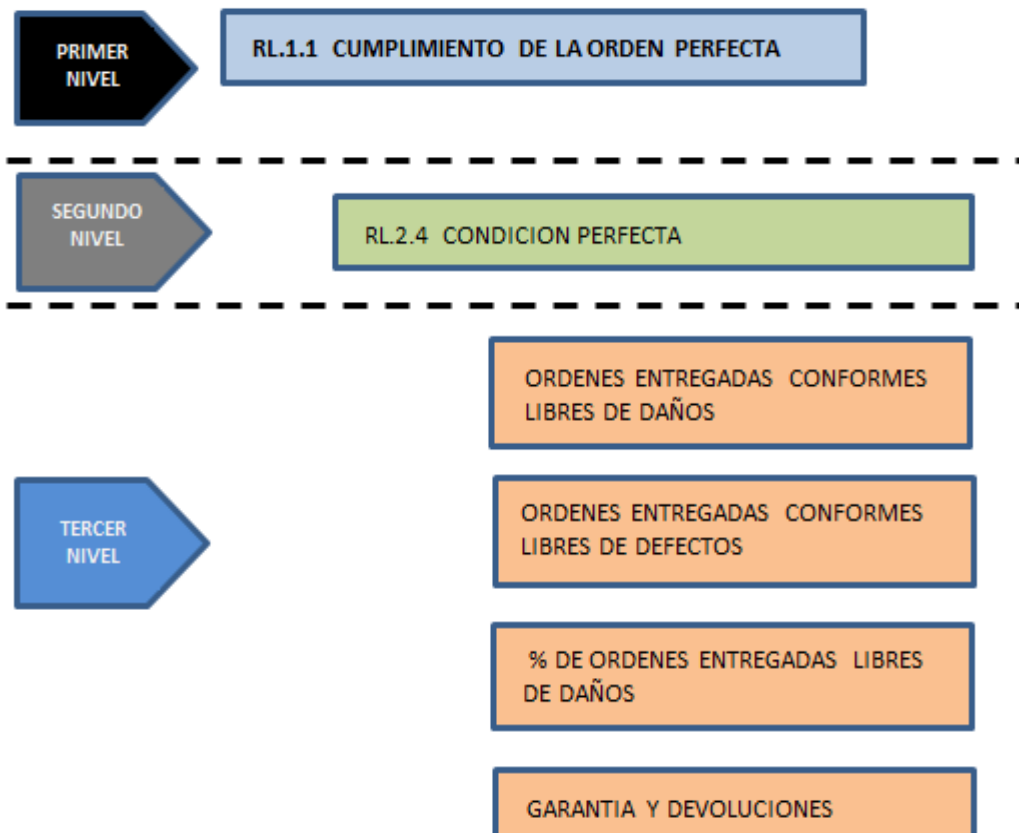 PRIMER
NIVEL
RL.1.1 CUMPLIMIENTO DE LA ORDEN PERFECTA
SEGUNDO
NIVEL
RL.2.4 CONDICION PERFECTA
ORDENES ENTREGADAS CONFORMES
LIBRES DE DAÑOS
TERCER
NIVEL
ORDENES ENTREGADAS CONFORMES
LIBRES DE DEFECTOS
% DE ORDENES ENTREGADAS LIBRES
DE DAÑOS
GARANTIA Y DEVOLUCIONES